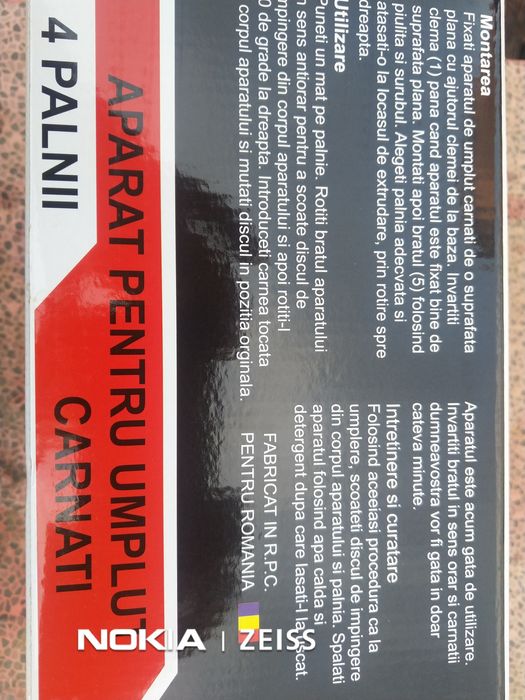 Montarea
Fixati aparatul de umplut carnati de o suprafata
plana cu ajutorul clemei de la baza. Invartiti
clema (1) pana cand aparatul este fixat bine de
suprafata plana. Montati apoi bratul (5) folosind
piulita si surubul. Alegeti palnia adecvata si
atasati-o la locasul de extrudare, prin rotire spre
dreapta.
Utilizare
Puneti un mat pe palnie. Rotiti bratul aparatului
sens antiorar pentru a scoate discul de
impingere din corpul aparatului si apoi rotiti-l
0 de grade la dreapta. Introduceti carnea tocata
corpul aparatului si mutati discul in pozitia orginala.
Aparatul este acum gata de utilizare.
Invartiti bratul in sens orar si carnatii
dumneavostra vor fi gata in doar
cateva minute.
Intretinere si curatare
Folosind aceeiasi procedura ca la
umplere, scoateti discul de impingere
din corpul aparatului si palnia. Spalati
aparatul folosind apa calda si
detergent dupa care lasati-l la
FABRICAT IN R.P.C.
PENTRU ROMANIA
APARAT PENTRU UMPLUT
CARNATI
4 PALNII
NOKIA | ZEISS